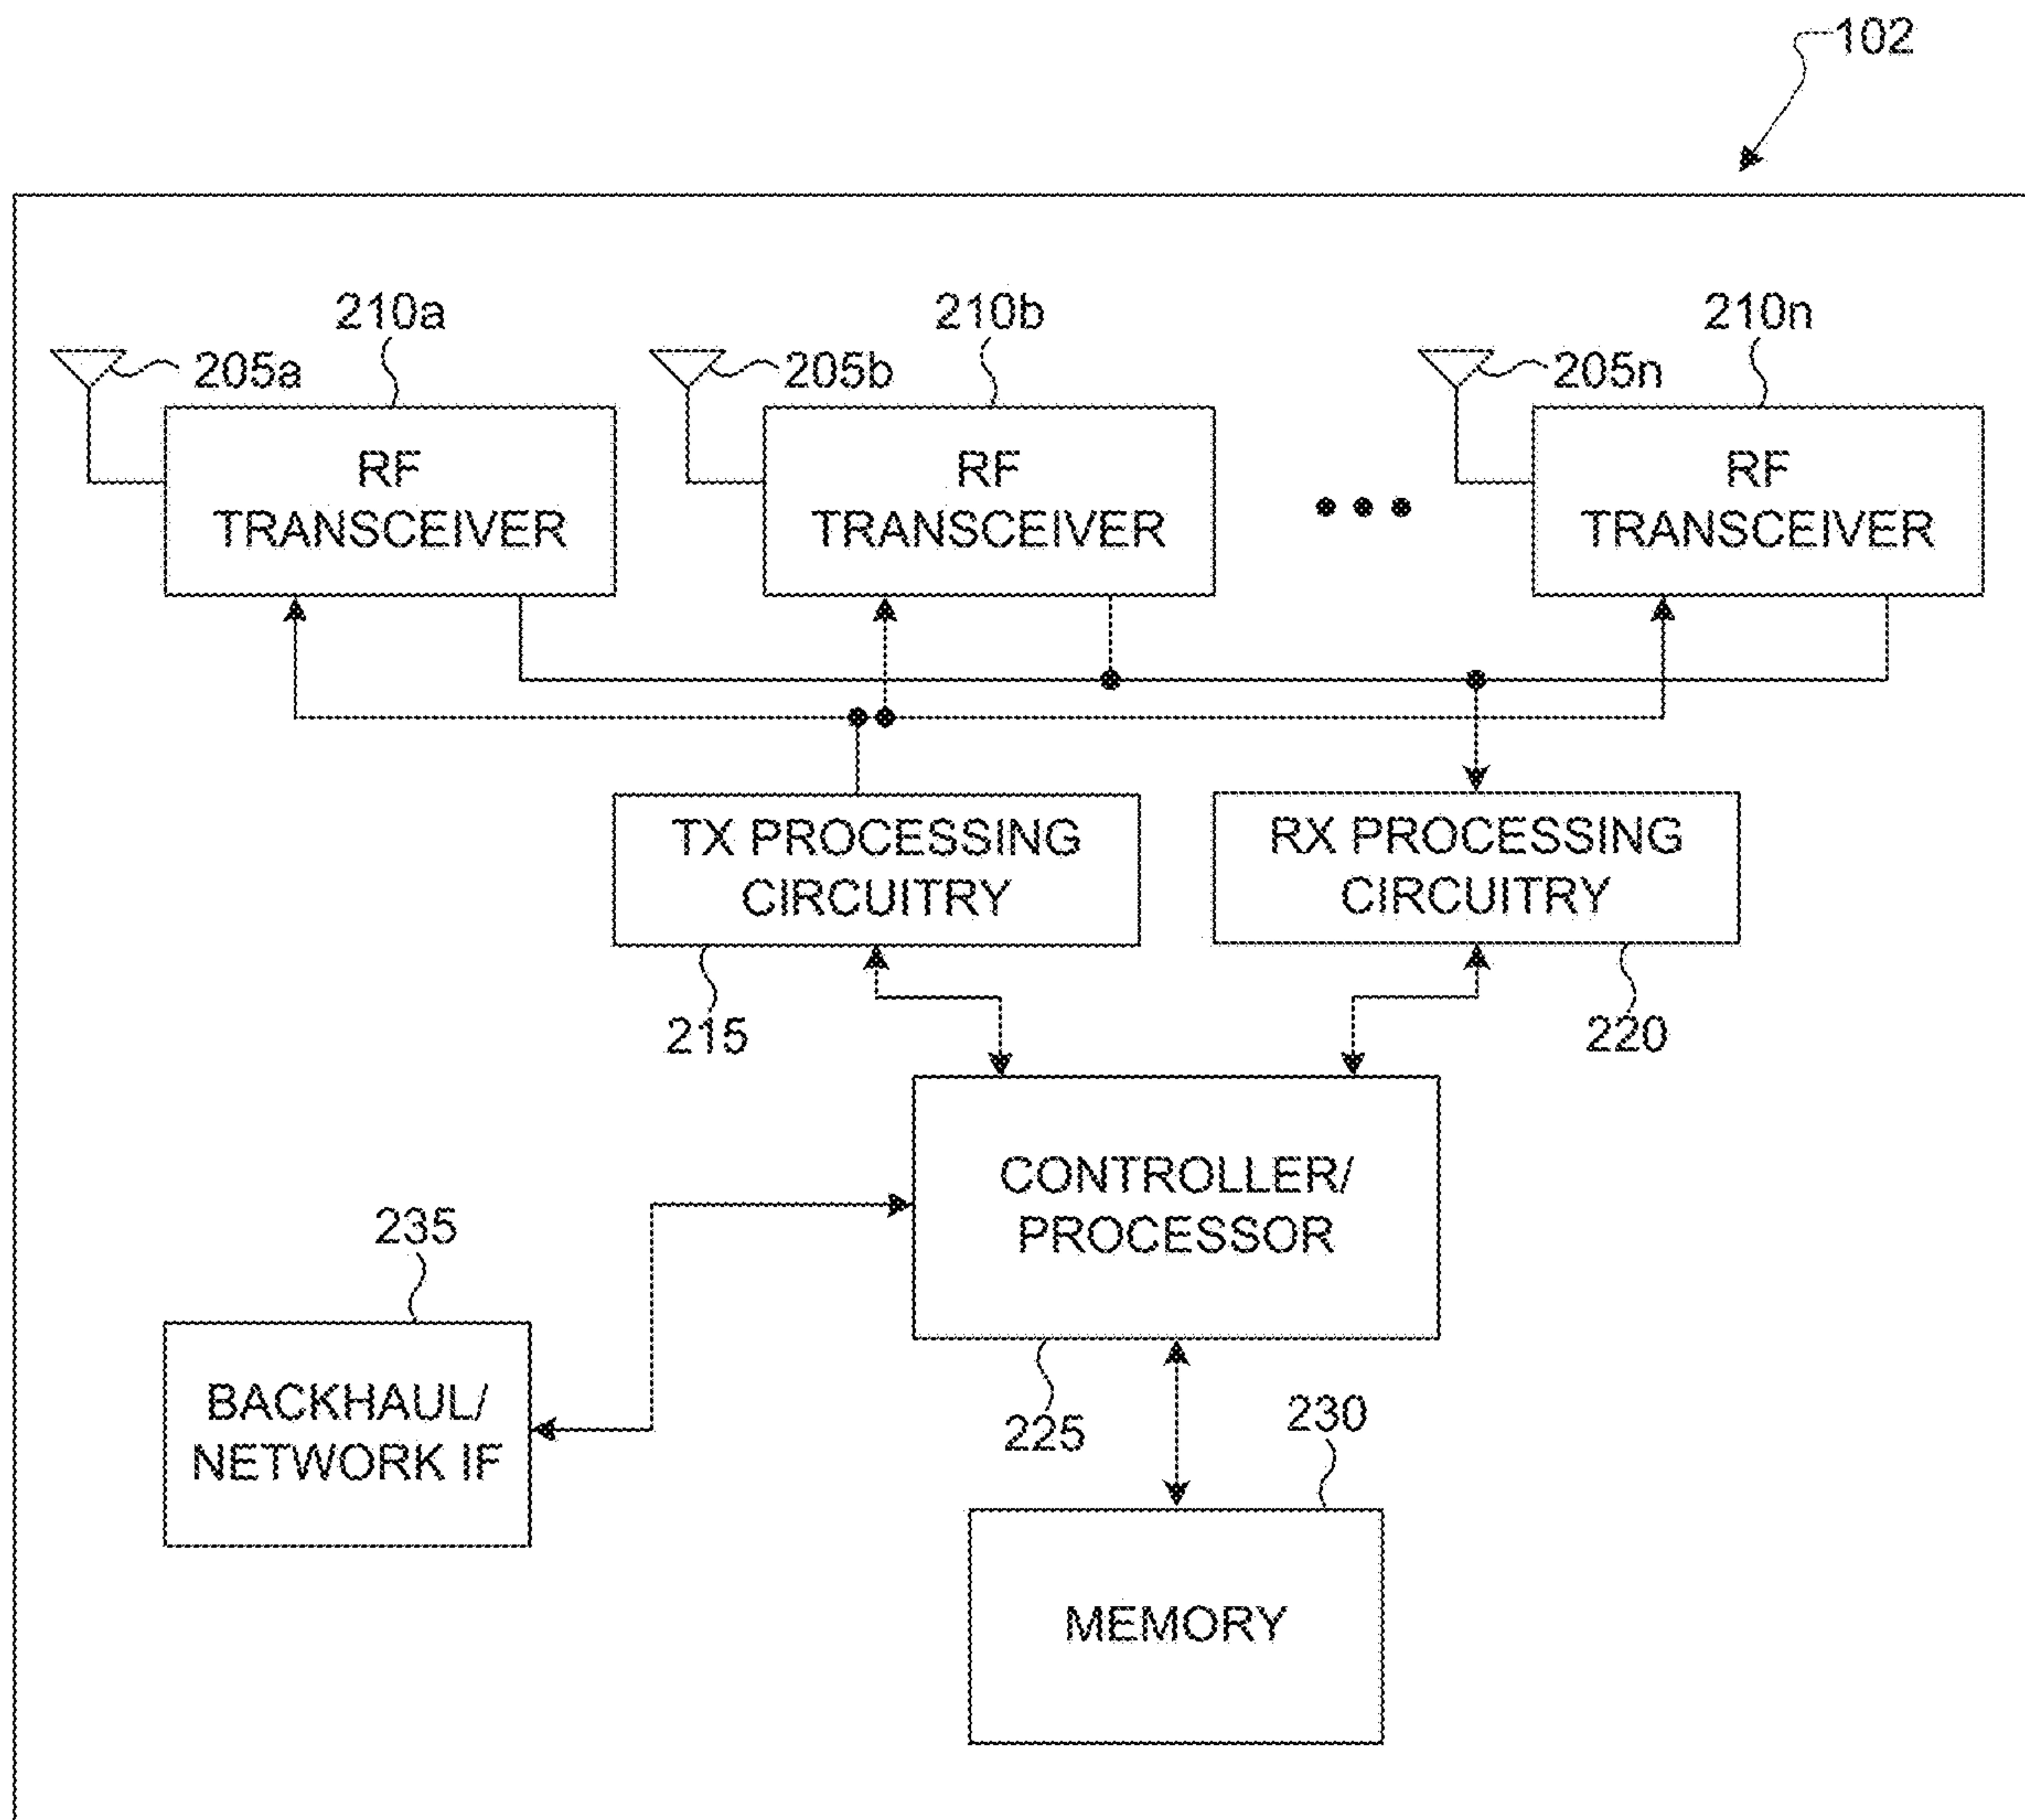 102
210a
210b
210n
205a
205b
205n
RF
TRANSCEIVER
RF
TRANSCEIVER
RF
TRANSCEIVER
TX PROCESSING
CIRCUITRY
RX PROCESSING
CIRCUITRY
215
220
CONTROLLER/
PROCESSOR
235
BACKHAUL/
NETWORK IF
225
230
MEMORY